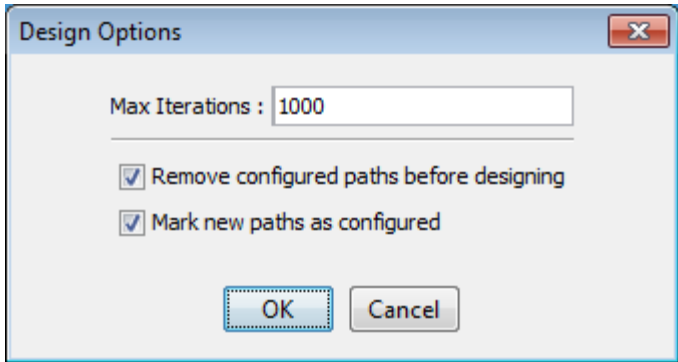 Design Options
Max Iterations : 1000
Remove configured paths before designing
Mark new paths as configured
OK Cancel